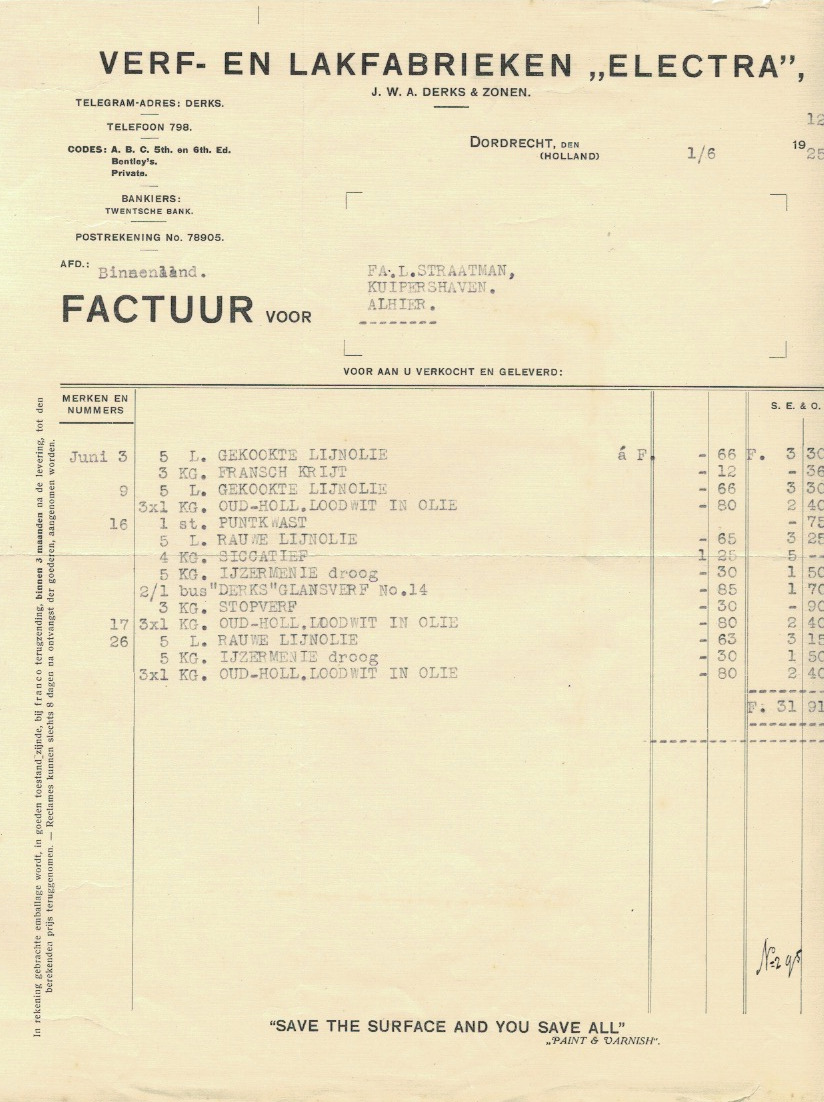 VERF- EN LAKFABRIEKEN „ELECTRA”,
J. W. A. DERKS & ZONEN.
TELEGRAM-ADRES: DERKS.
TELEFOON 798.
CODES: A. B. C. 5th. en 6th. Ed.
Bentley's.
Private.
BANKIERS:
TWENTSCHE BANK.
POSTREKENING No. 78905.
12
DORDRECHT, DEN 1/6 1925
(HOLLAND)
AFD.: Binnenland.
FACTUUR VOOR
FA.L.STRAATMAN,
KUIPERSHAVEN.
ALHIER.
VOOR AAN U VERKOCHT EN GELEVERD:
MERKEN EN
NUMMERS
S. E. & O.
Juni 3 5 L. GEKOOKTE LIJNOLIE á F. - 66 F. 3 30
3 KG. FRANSCH KRIJT - 12 - 36
9 5 L. GEKOOKTE LIJNOLIE - 66 3 30
3x1 KG. OUD-HOLL.LOODWIT IN OLIE - 80 2 40
16 1 st. PUNTKWAST - 75
5 L. RAUWE LIJNOLIE - 65 3 25
4 KG. SICCATIEF 1 25 5 --
5 KG. IJZERMENIE droog - 30 1 50
2/1 bus"DERKS"GLANSVERF No.14 - 85 1 70
3 KG. STOPVERF - 30 - 90
17 3x1 KG. OUD-HOLL.LOODWIT IN OLIE - 80 2 40
26 5 L. RAUWE LIJNOLIE - 63 3 15
5 KG. IJZERMENIE droog - 30 1 50
3x1 KG. OUD-HOLL.LOODWIT IN OLIE - 80 2 40
F. 31 91
In rekening gebrachte emballage wordt, in goeden toestand zijnde, bij franco terugzending, binnen 3 maanden na de levering, tot den
berekenden prijs teruggenomen. — Reclames kunnen slechts 8 dagen na ontvangst der goederen, aangenomen worden.
“SAVE THE SURFACE AND YOU SAVE ALL”
„PAINT & VARNISH”.